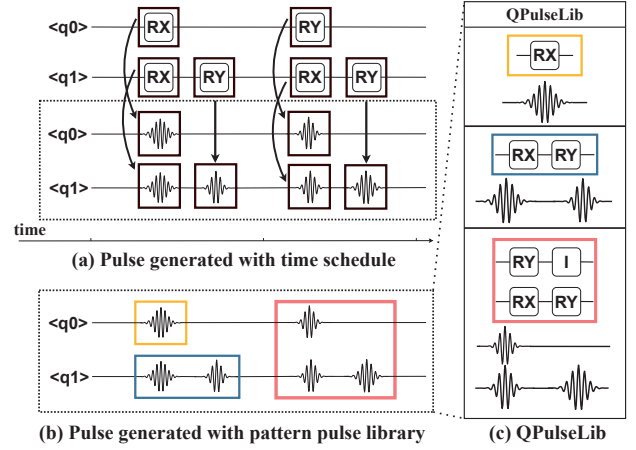 <q0> RX RY
<q1> RX RY RX RY
<q0>
<q1>
time
(a) Pulse generated with time schedule
<q0>
<q1>
(b) Pulse generated with pattern pulse library
QPulseLib
RX
RX RY
RY I
RX RY
(c) QPulseLib